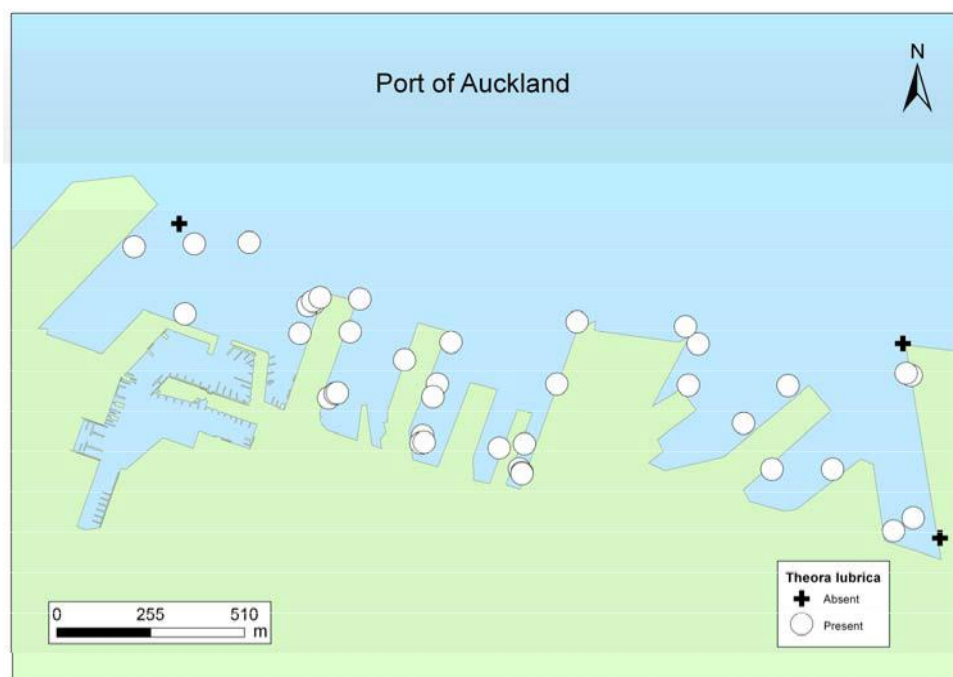 Port of Auckland
N
Theora lubrica
Absent
Present
0 255 510
m